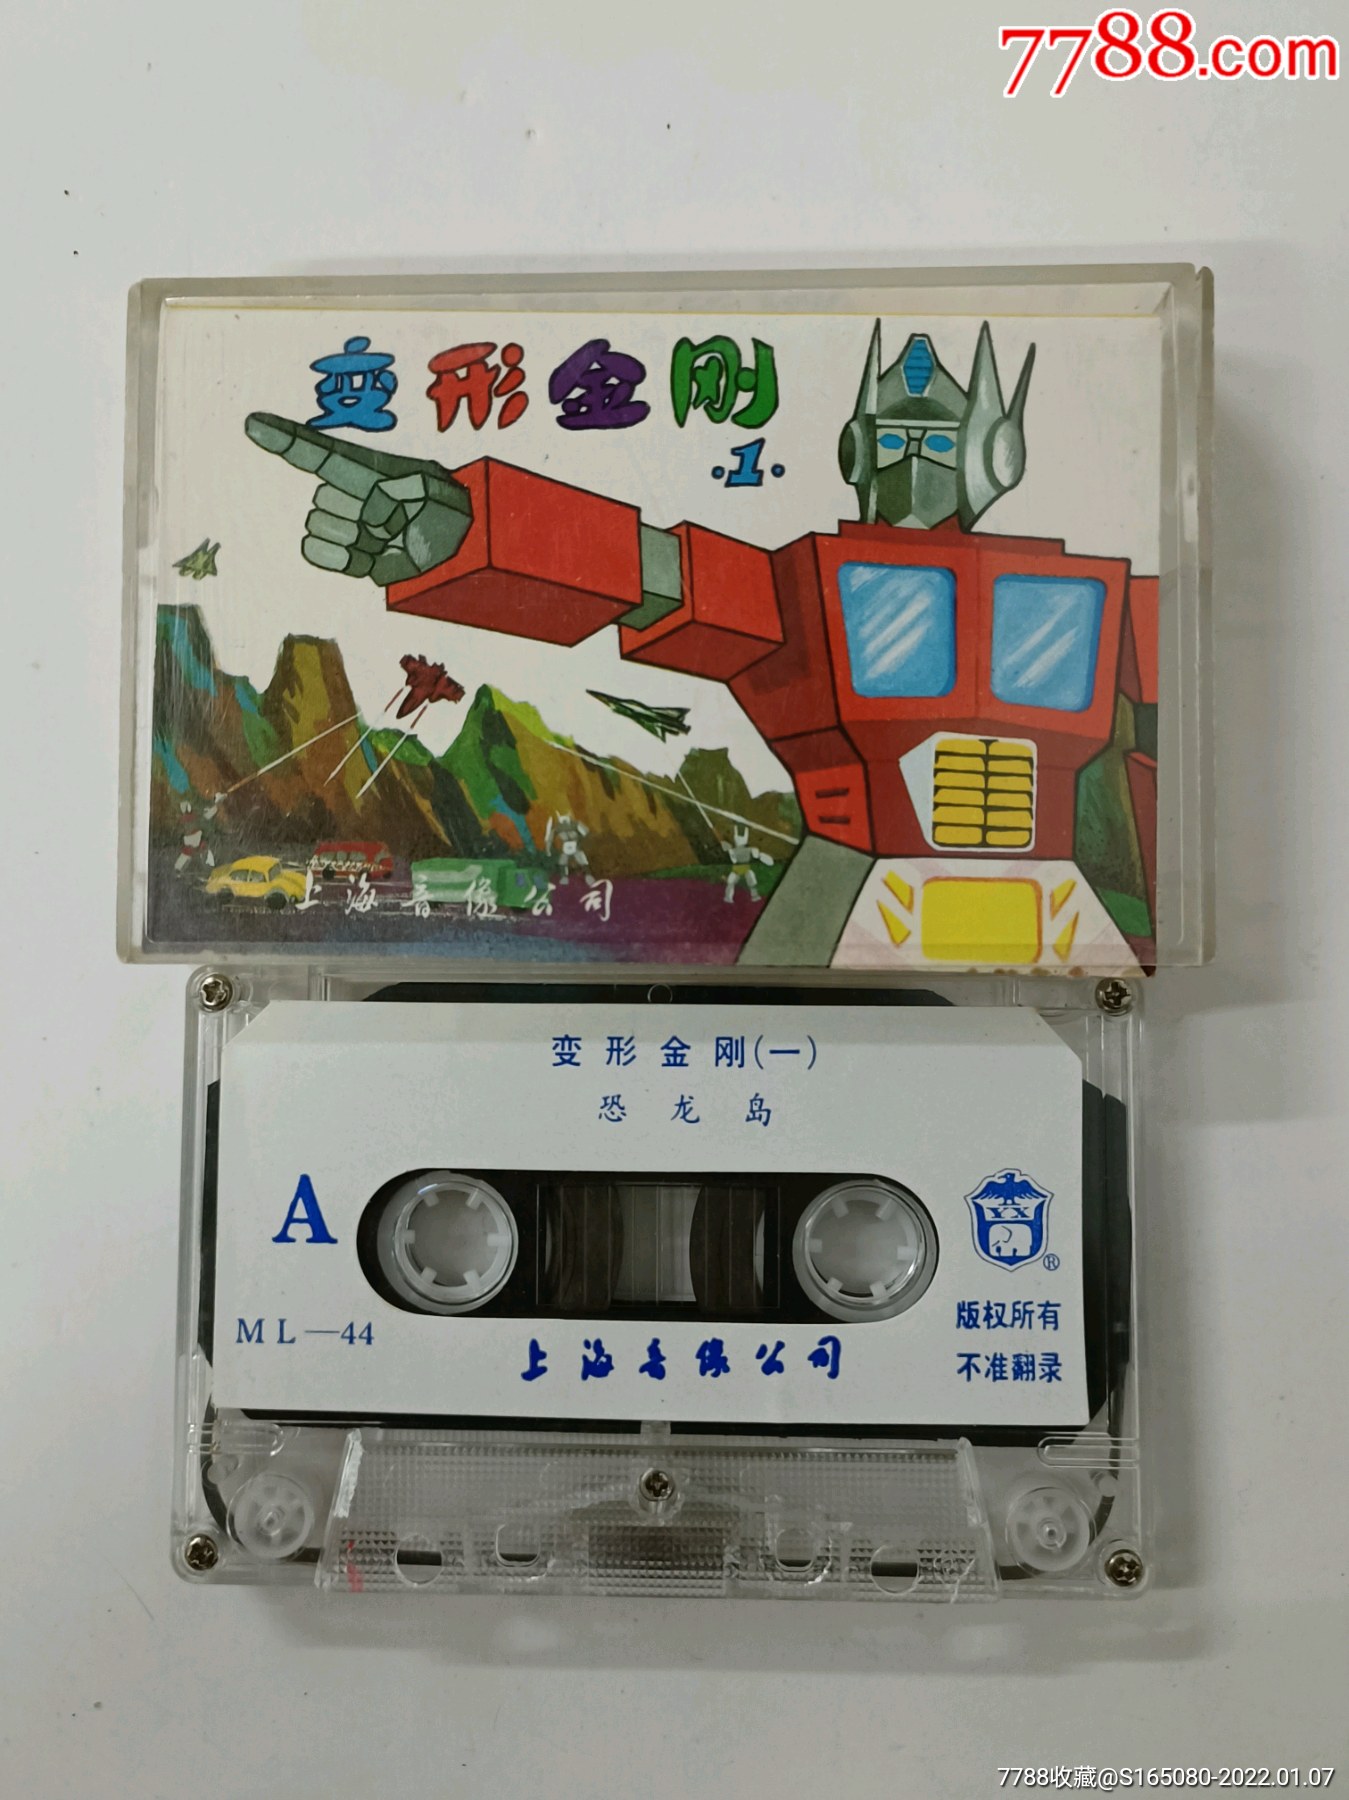 7788.com
变形金刚
·1·
上海音像公司
变形金刚(一)
恐龙岛
A
YX
®
ML—44
版权所有
上海音像公司
不准翻录
7788收藏@S165080-2022.01.07